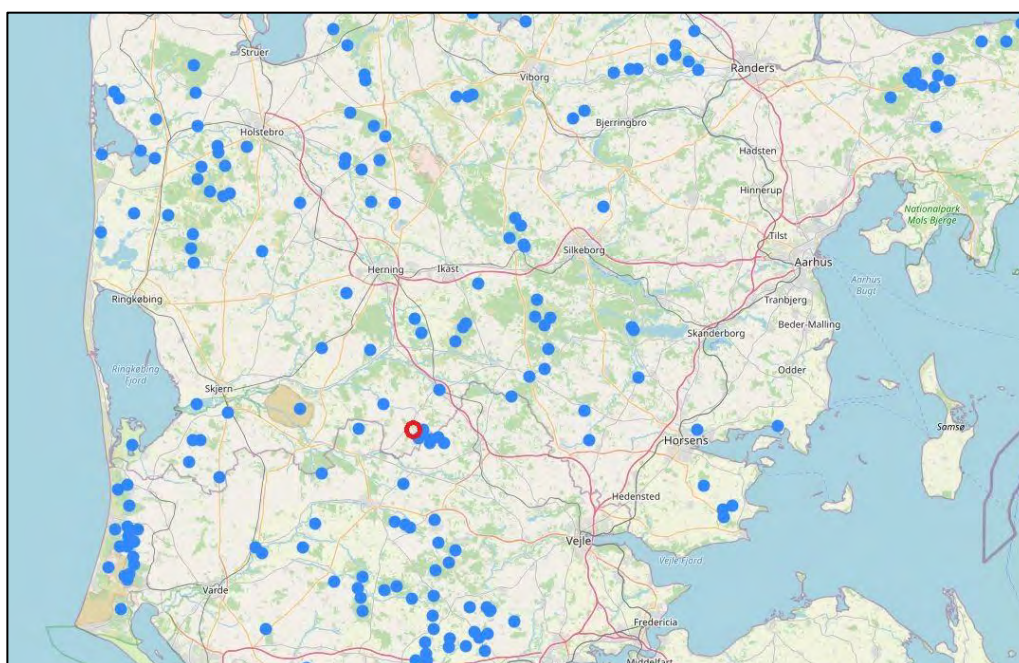 Struer
Viborg
Randers
Holstebro
Bjerringbro
Hadsten
Hinnerup
Nationalpark
Mols Bjerge
Tilst
Silkeborg
Aarhus
Herning
Ikast
Aarhus
Bugt
Ringkøbing
Tranbjerg
Beder-Malling
Skanderborg
Ringkøbing
Fjord
Odder
Skjern
Samsø
Horsens
Hedensted
Vejle
Vejle Fjord
Varde
Fredericia
Middelfart